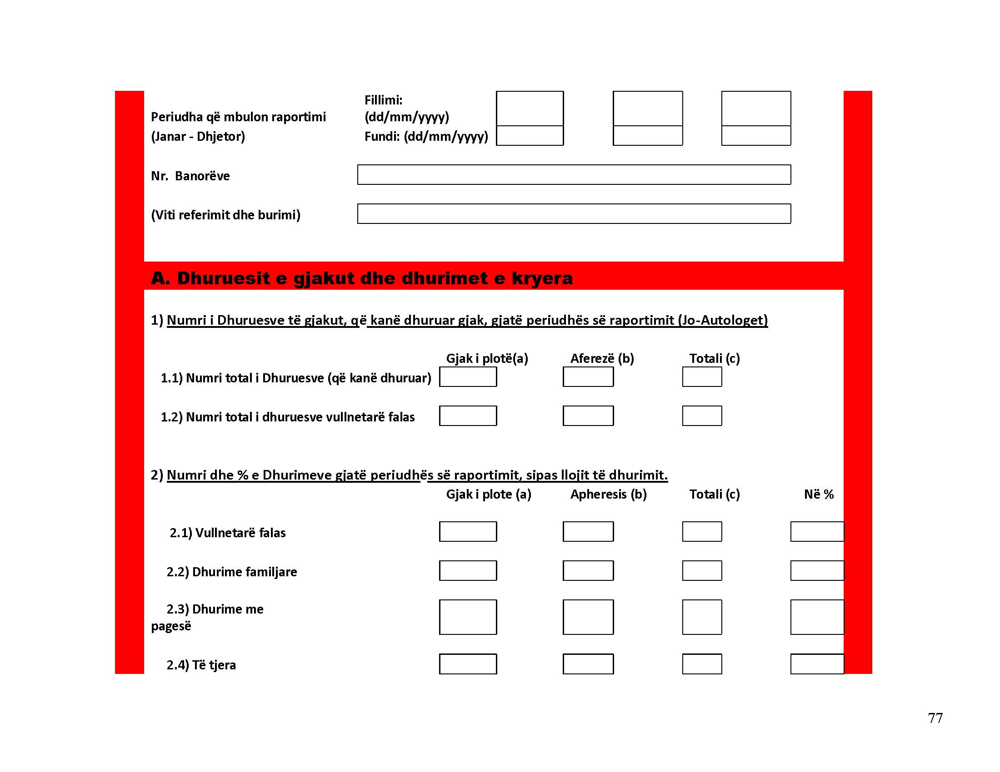 Fillimi:
Periudha që mbulon raportimi (dd/mm/yyyy)
(Janar - Dhjetor) Fundi: (dd/mm/yyyy)
Nr. Banorëve
(Viti referimit dhe burimi)
A. Dhuruesit e gjakut dhe dhurimet e kryera
1) Numri i Dhuruesve të gjakut, që kanë dhuruar gjak, gjatë periudhës së raportimit (Jo-Autologet)
Gjak i plotë(a) Aferezë (b) Totali (c)
1.1) Numri total i Dhuruesve (që kanë dhuruar)
1.2) Numri total i dhuruesve vullnetarë falas
2) Numri dhe % e Dhurimeve gjatë periudhës së raportimit, sipas llojit të dhurimit.
Gjak i plote (a) Apheresis (b) Totali (c) Në %
2.1) Vullnetarë falas
2.2) Dhurime familjare
2.3) Dhurime me
pagesë
2.4) Të tjera
77